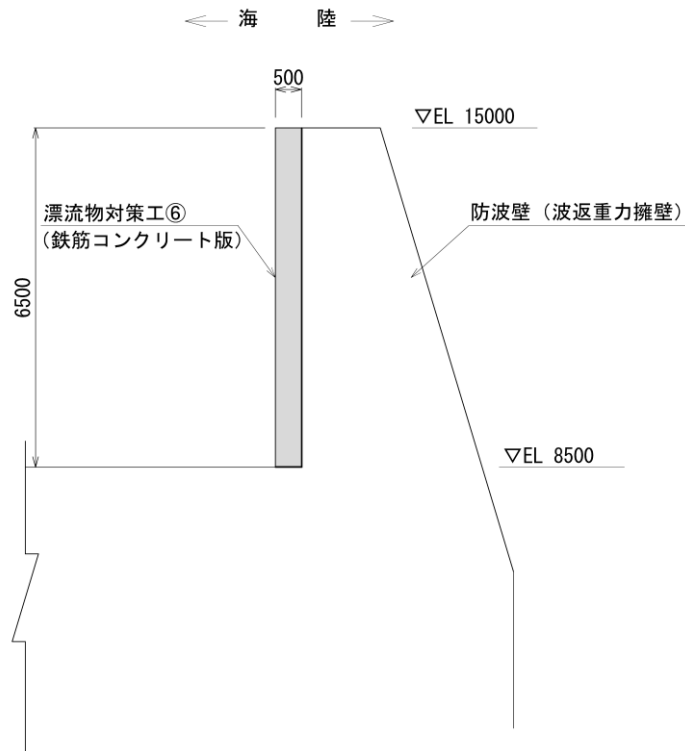 海 陸
500
▽EL 15000
漂流物対策工⑥
(鉄筋コンクリート版)
防波壁（波返重力擁壁）
6500
▽EL 8500